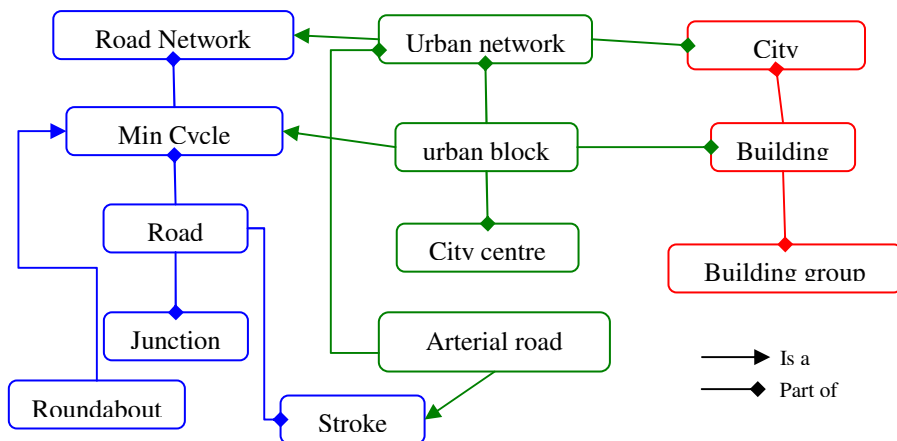 Road Network
Urban network
City
Min Cycle
urban block
Building
Road
City centre
Building group
Junction
Arterial road
Is a
Part of
Roundabout
Stroke